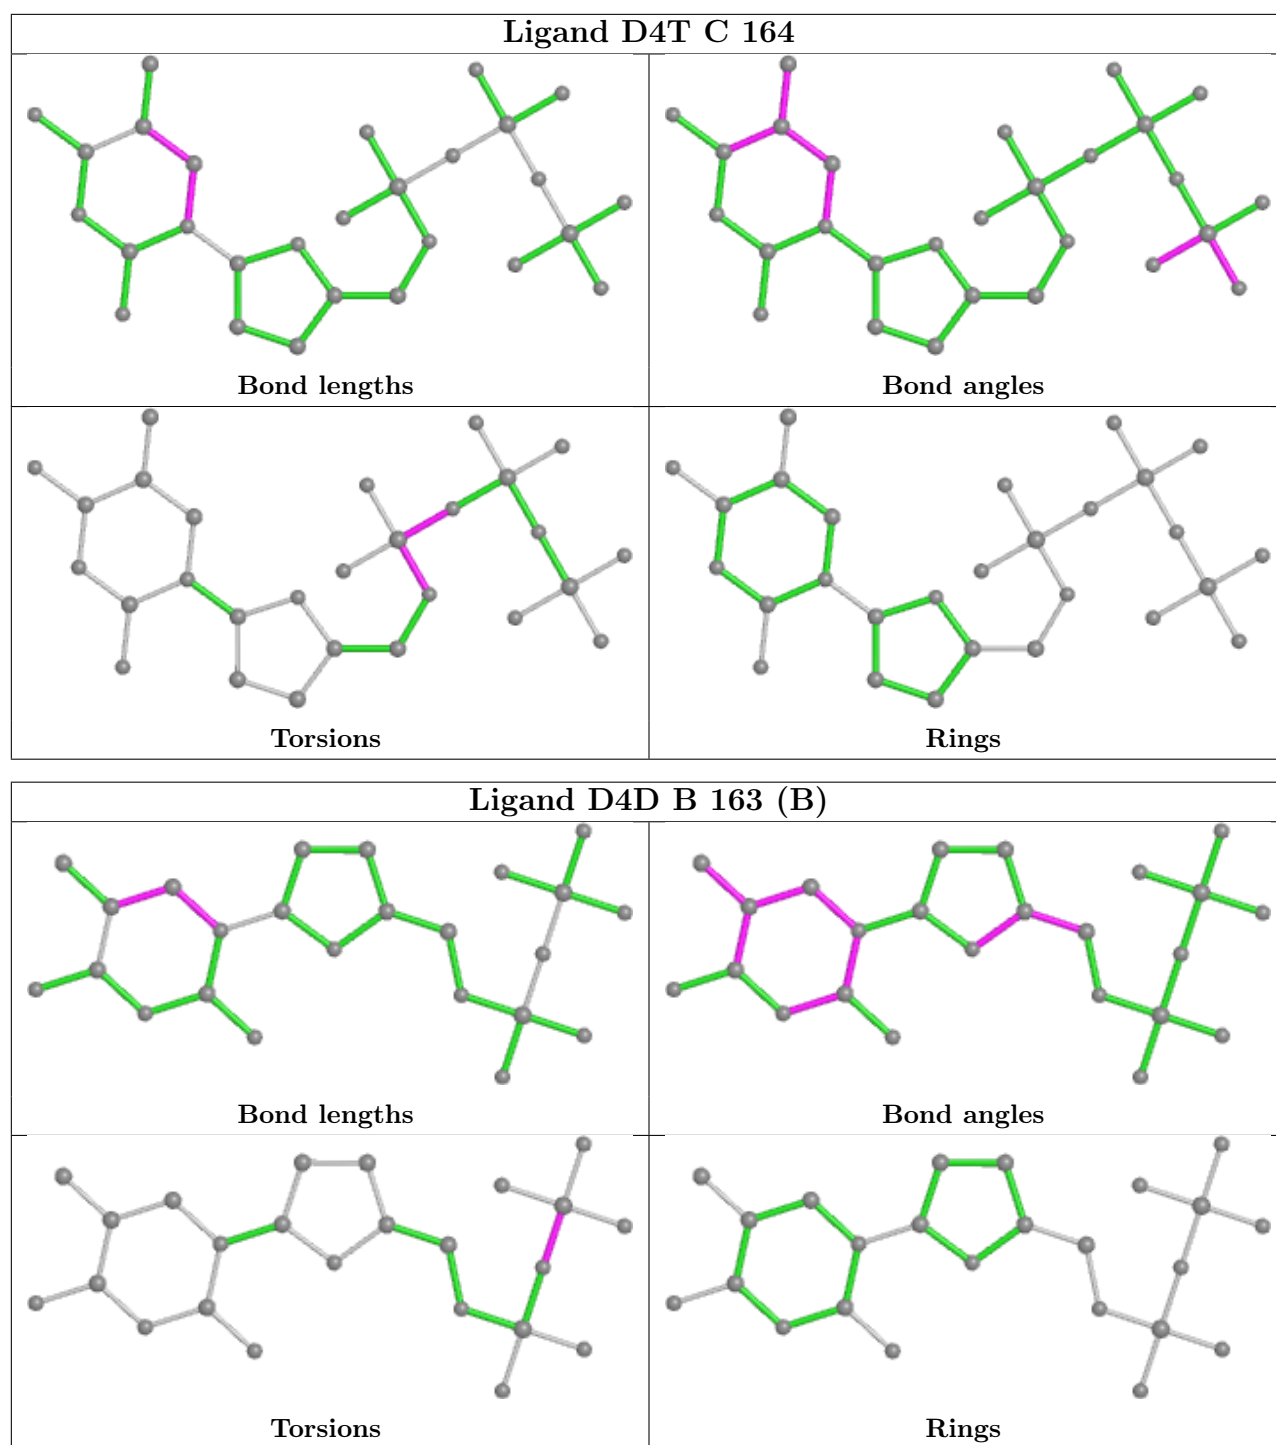 Ligand D4T C 164
Bond lengths
Bond angles
Torsions
Rings
Ligand D4D B 163 (B)
Bond lengths
Bond angles
Torsions
Rings